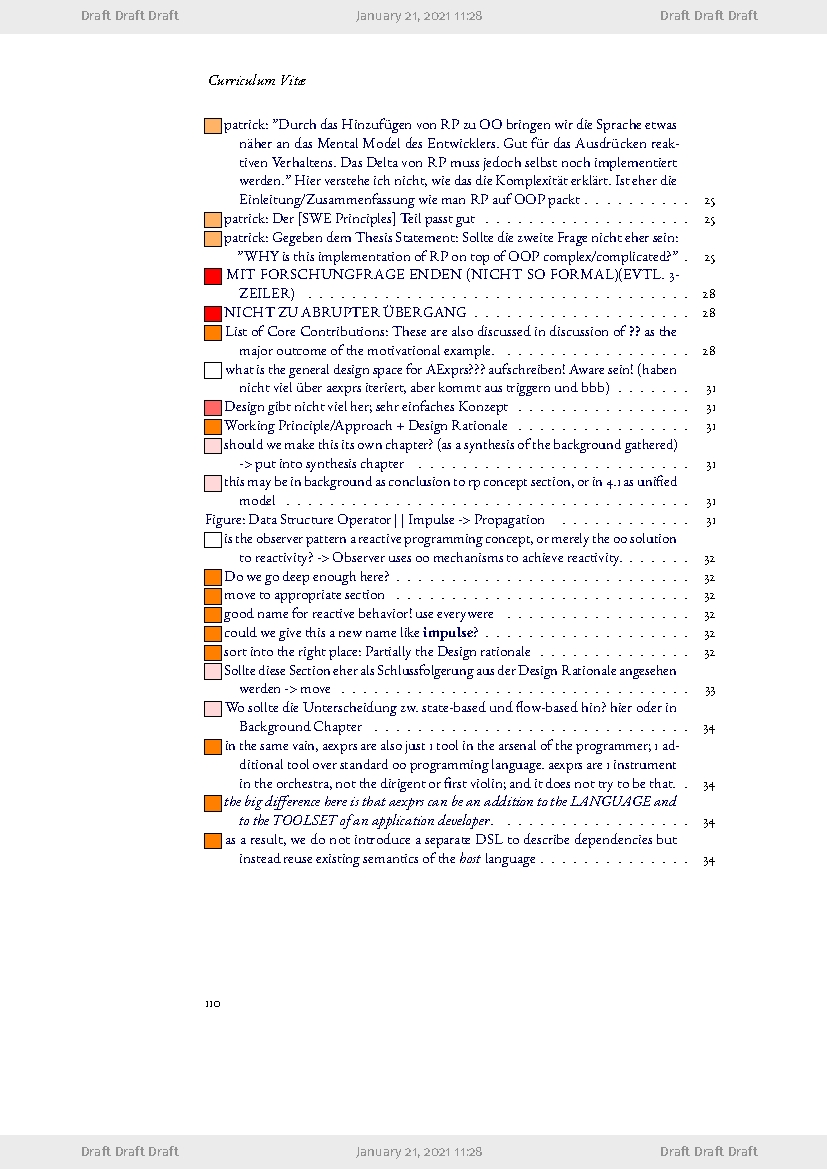 Draft Draft Draft January 21, 2021 11:28 Draft Draft Draft
Curriculum Vitæ
patrick: ”Durch das Hinzufügen von RP zu OO bringen wir die Sprache etwas
näher an das Mental Model des Entwicklers. Gut für das Ausdrücken reak-
tiven Verhaltens. Das Delta von RP muss jedoch selbst noch implementiert
werden.” Hier verstehe ich nicht, wie das die Komplexität erklärt. Ist eher die
Einleitung/Zusammenfassung wie man RP auf OOP packt . . . . . . . . . . 25
patrick: Der [SWE Principles] Teil passt gut . . . . . . . . . . . . . . . . . . . 25
patrick: Gegeben dem Thesis Statement: Sollte die zweite Frage nicht eher sein:
”WHY is this implementation of RP on top of OOP complex/complicated?” . 25
MIT FORSCHUNGFRAGE ENDEN (NICHT SO FORMAL)(EVTL. 3-
ZEILER) . . . . . . . . . . . . . . . . . . . . . . . . . . . . . . . . . . . 28
NICHT ZU ABRUPTER ÜBERGANG . . . . . . . . . . . . . . . . . . . . 28
List of Core Contributions: These are also discussed in discussion of ?? as the
major outcome of the motivational example. . . . . . . . . . . . . . . . . . 28
what is the general design space for AExprs??? aufschreiben! Aware sein! (haben
nicht viel über aexprs iteriert, aber kommt aus triggern und bbb) . . . . . . . 31
Design gibt nicht viel her; sehr einfaches Konzept . . . . . . . . . . . . . . . . 31
Working Principle/Approach + Design Rationale . . . . . . . . . . . . . . . . 31
should we make this its own chapter? (as a synthesis of the background gathered)
-> put into synthesis chapter . . . . . . . . . . . . . . . . . . . . . . . . . 31
this may be in background as conclusion to rp concept section, or in 4.1 as unified
model . . . . . . . . . . . . . . . . . . . . . . . . . . . . . . . . . . . . . 31
Figure: Data Structure Operator || Impulse -> Propagation . . . . . . . . . . . . 31
is the observer pattern a reactive programming concept, or merely the oo solution
to reactivity? -> Observer uses oo mechanisms to achieve reactivity. . . . . . . 32
Do we go deep enough here? . . . . . . . . . . . . . . . . . . . . . . . . . . . 32
move to appropriate section . . . . . . . . . . . . . . . . . . . . . . . . . . . 32
good name for reactive behavior! use everywere . . . . . . . . . . . . . . . . . 32
could we give this a new name like impulse? . . . . . . . . . . . . . . . . . . . 32
sort into the right place: Partially the Design rationale . . . . . . . . . . . . . . 32
Sollte diese Section eher als Schlussfolgerung aus der Design Rationale angesehen
werden -> move . . . . . . . . . . . . . . . . . . . . . . . . . . . . . . . . 33
Wo sollte die Unterscheidung zw. state-based und flow-based hin? hier oder in
Background Chapter . . . . . . . . . . . . . . . . . . . . . . . . . . . . . 34
in the same vain, aexprs are also just 1 tool in the arsenal of the programmer; 1 ad-
ditional tool over standard oo programming language. aexprs are 1 instrument
in the orchestra, not the dirigent or first violin; and it does not try to be that. . 34
the big difference here is that aexprs can be an addition to the LANGUAGE and
to the TOOLSET of an application developer. . . . . . . . . . . . . . . . . . 34
as a result, we do not introduce a separate DSL to describe dependencies but
instead reuse existing semantics of the host language . . . . . . . . . . . . . . 34
110
Draft Draft Draft January 21, 2021 11:28 Draft Draft Draft